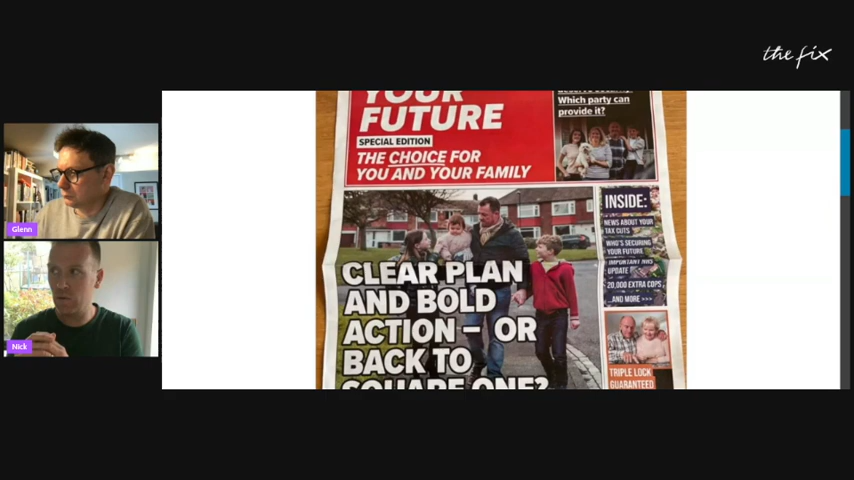 the fix
YOUR
FUTURE
SPECIAL EDITION
THE CHOICE FOR
YOU AND YOUR FAMILY
Which party can
provide it?
INSIDE:
NEWS ABOUT YOUR
TAX CUTS
WHO'S SECURING
YOUR FUTURE
IMPORTANT NHS
UPDATE
20,000 EXTRA COPS
...AND MORE >>>
CLEAR PLAN
AND BOLD
ACTION – OR
BACK TO
SQUARE ONE?
TRIPLE LOCK
GUARANTEED
Glenn
Nick